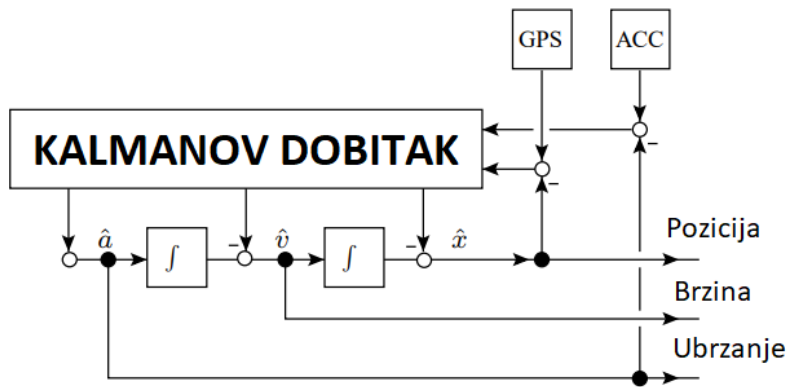 GPS ACC
KALMANOV DOBITAK
–
–
â ∫ – v̂ ∫ – x̂
Pozicija
Brzina
Ubrzanje